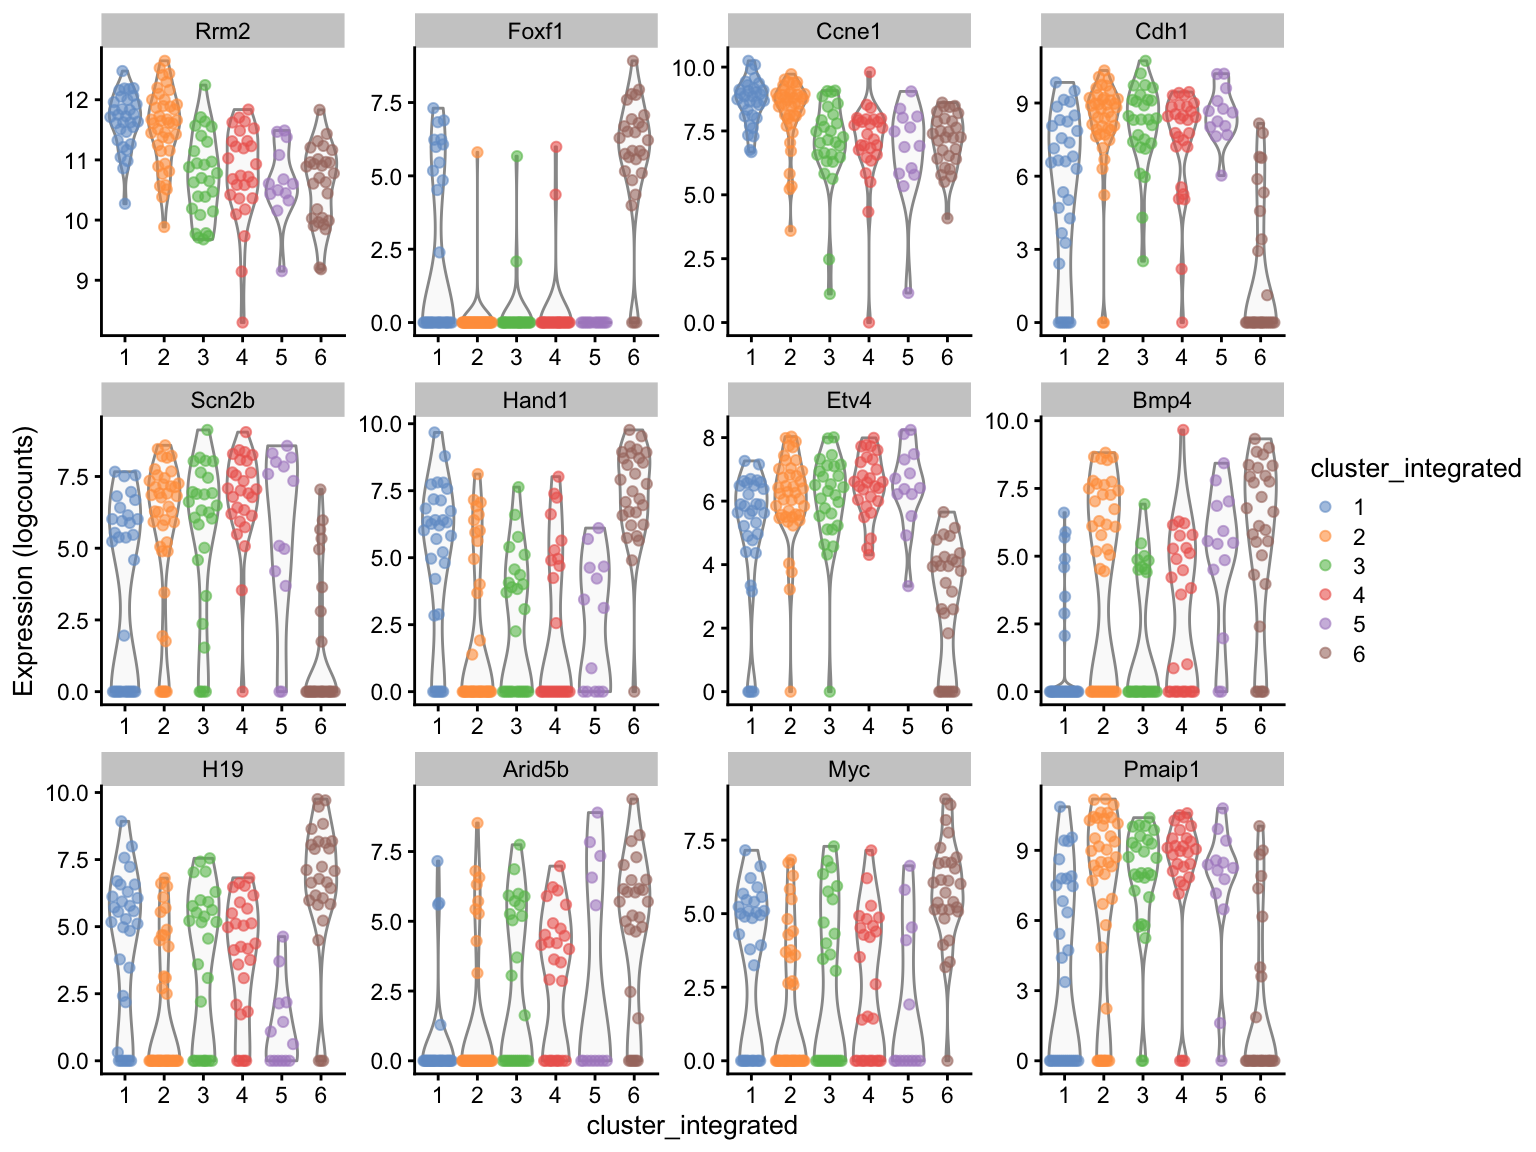 Rrm2 Foxf1 Ccne1 Cdh1
12 11 10 9
7.5 5.0 2.5 0.0
10.0 7.5 5.0 2.5 0.0
9 6 3 0
1 2 3 4 5 6 1 2 3 4 5 6 1 2 3 4 5 6 1 2 3 4 5 6
Scn2b Hand1 Etv4 Bmp4
7.5 5.0 2.5 0.0
10.0 7.5 5.0 2.5 0.0
8 6 4 2 0
10.0 7.5 5.0 2.5 0.0
1 2 3 4 5 6 1 2 3 4 5 6 1 2 3 4 5 6 1 2 3 4 5 6
H19 Arid5b Myc Pmaip1
10.0 7.5 5.0 2.5 0.0
7.5 5.0 2.5 0.0
7.5 5.0 2.5 0.0
9 6 3 0
1 2 3 4 5 6 1 2 3 4 5 6 1 2 3 4 5 6 1 2 3 4 5 6
Expression (logcounts)
cluster_integrated
cluster_integrated
1
2
3
4
5
6